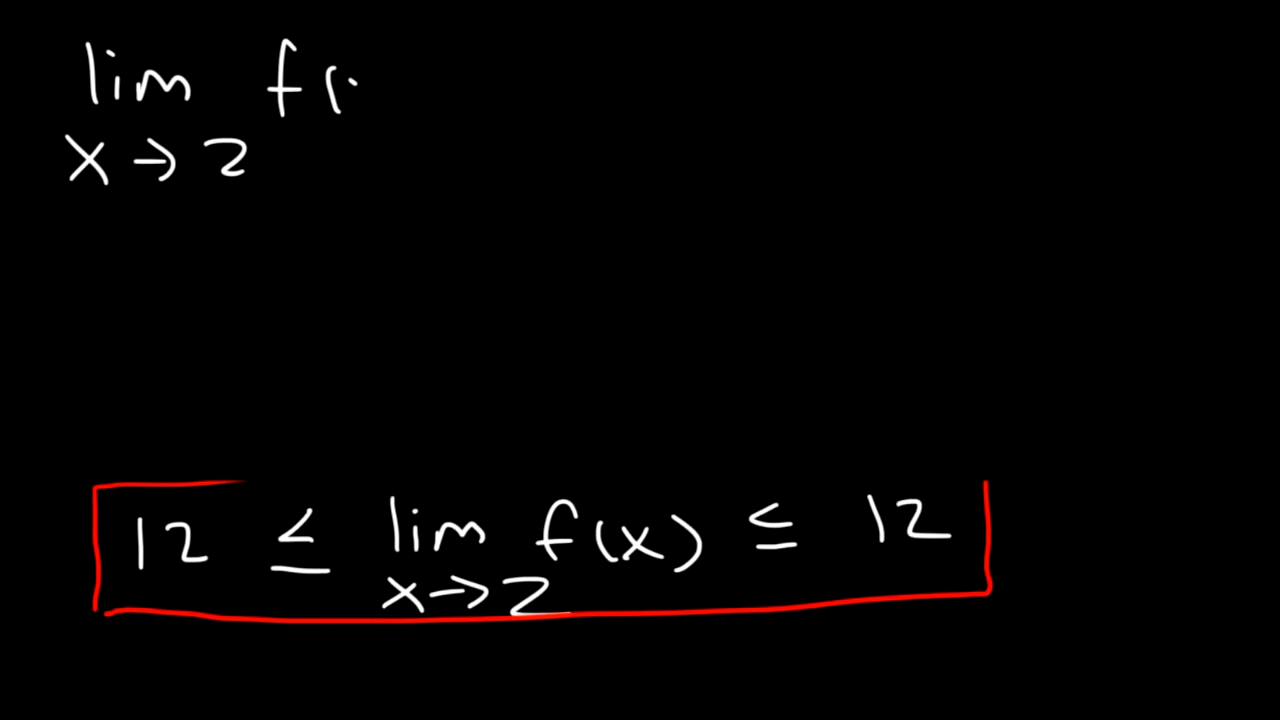 lim f(
x → 2
12 ≤ lim f(x) ≤ 12
x → 2